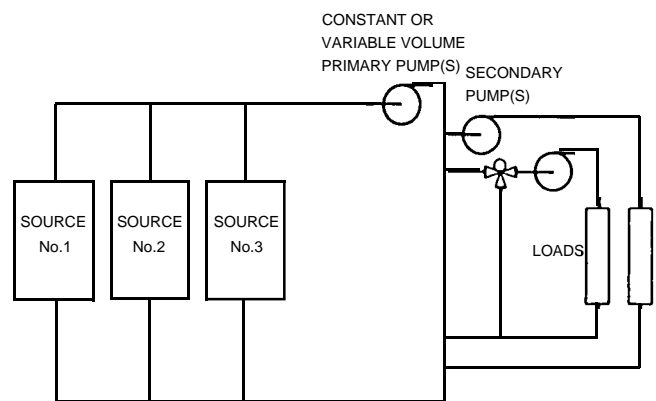 CONSTANT OR
VARIABLE VOLUME
PRIMARY PUMP(S)
SECONDARY
PUMP(S)
SOURCE
No.1
SOURCE
No.2
SOURCE
No.3
LOADS